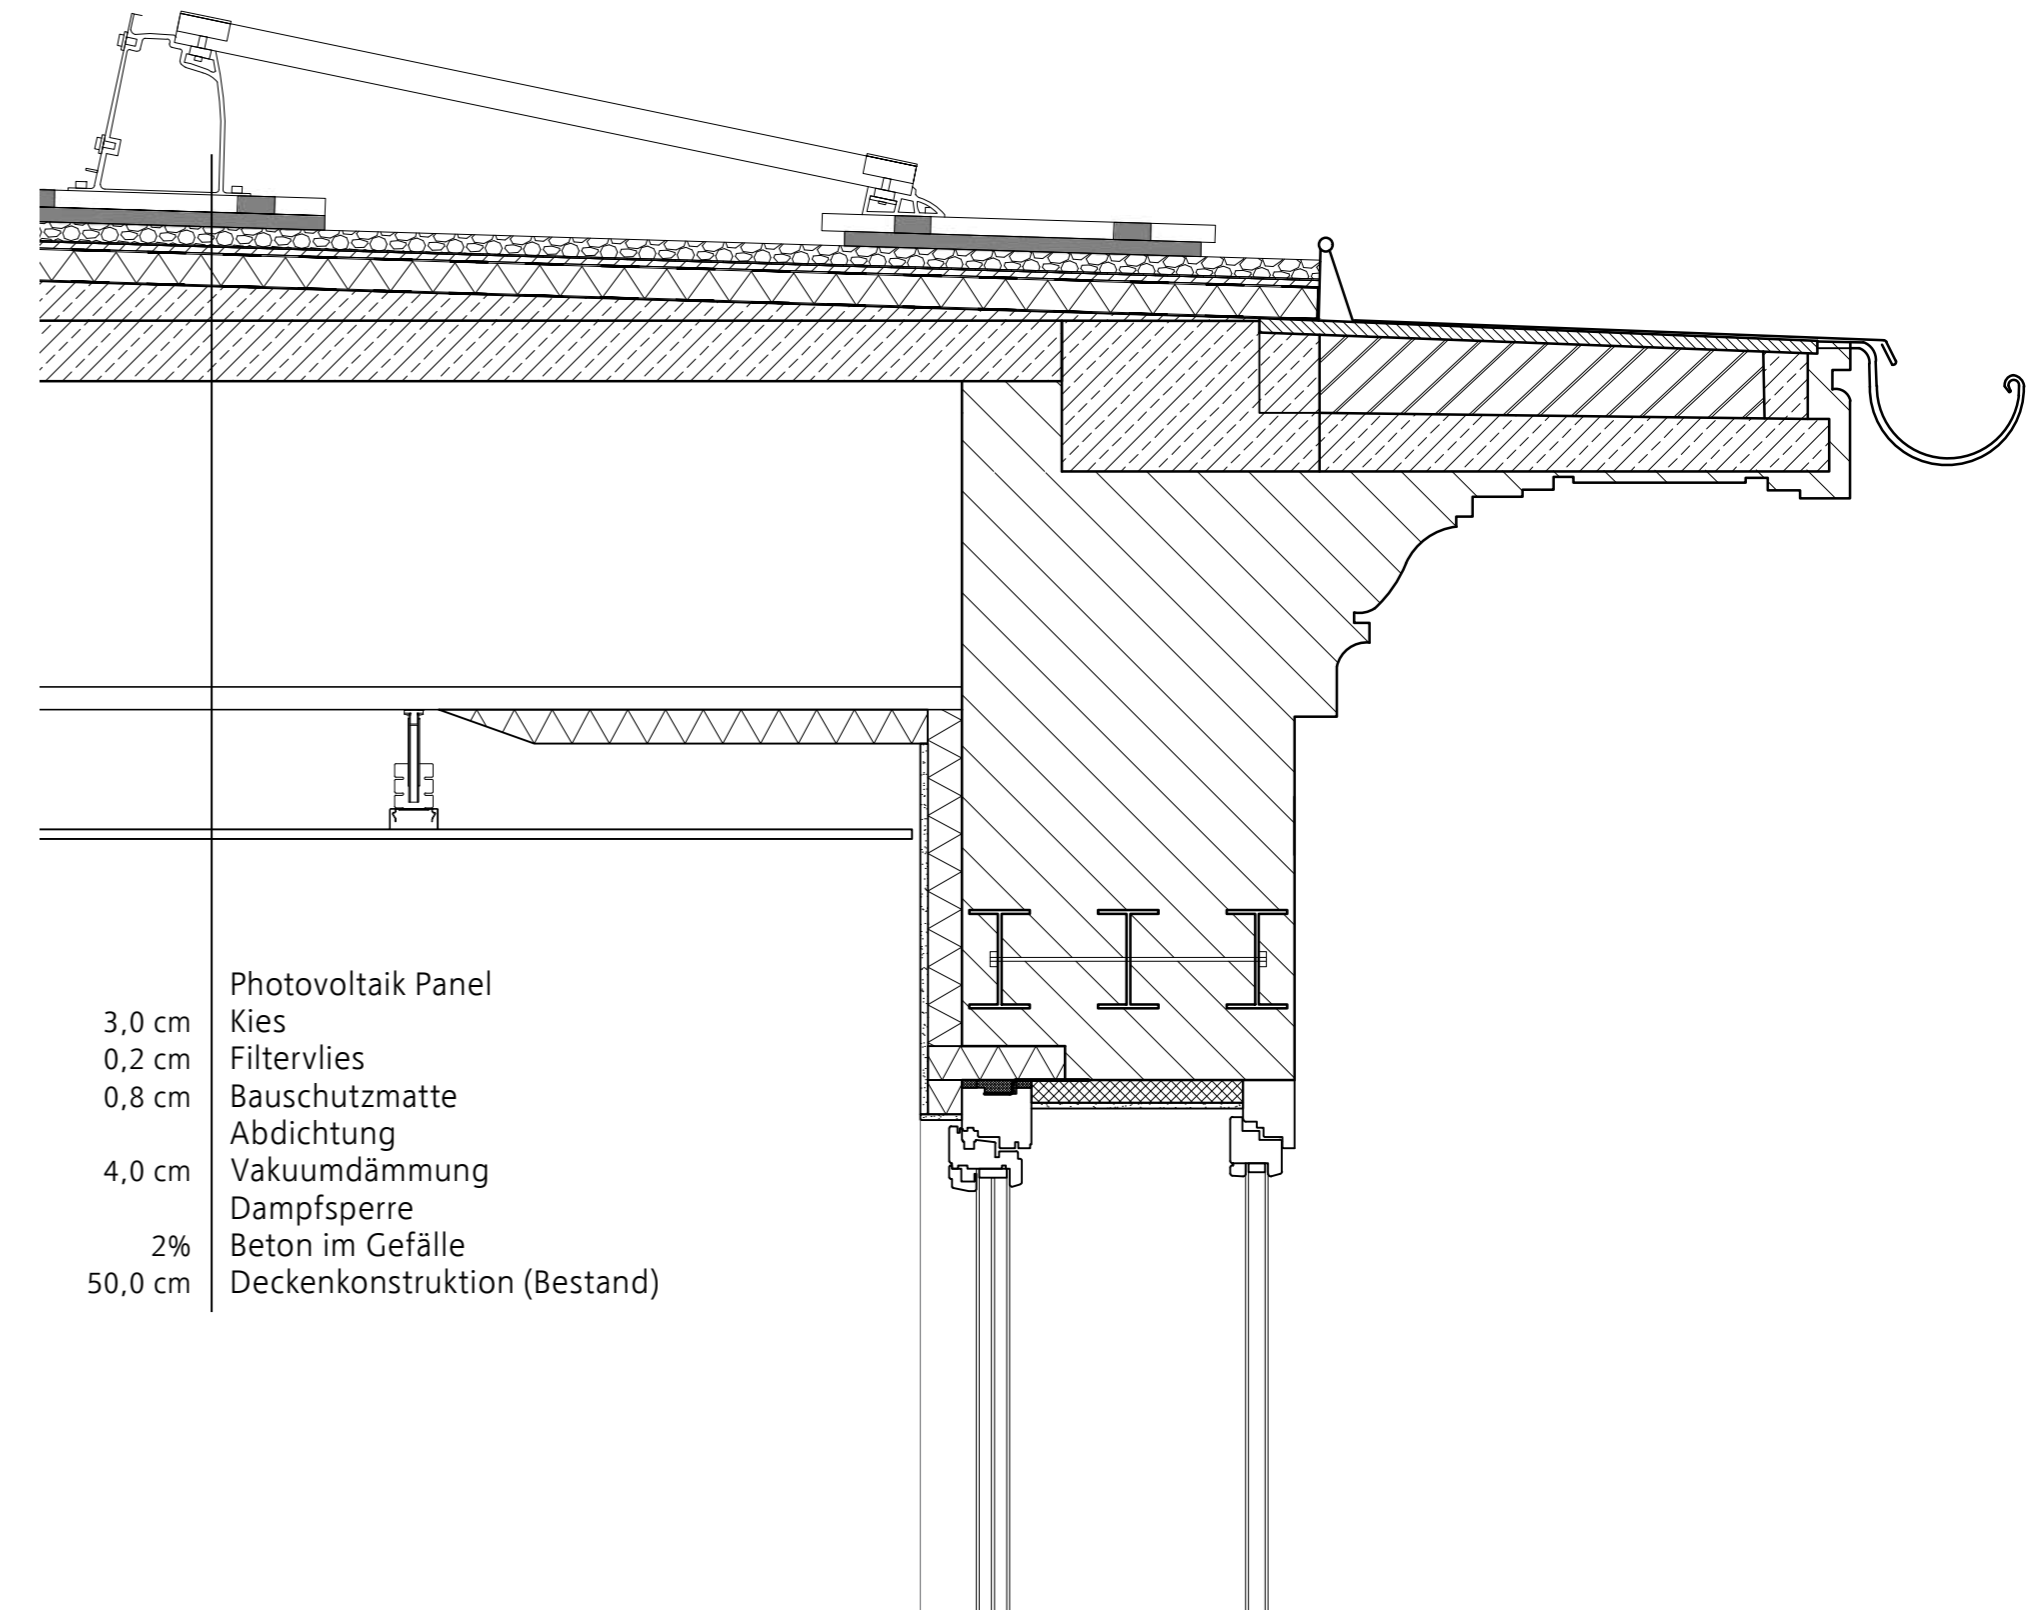 Photovoltaik Panel
3,0 cm Kies
0,2 cm Filtervlies
0,8 cm Bauschutzmatte
Abdichtung
4,0 cm Vakuumdämmung
Dampfsperre
2% Beton im Gefälle
50,0 cm Deckenkonstruktion (Bestand)